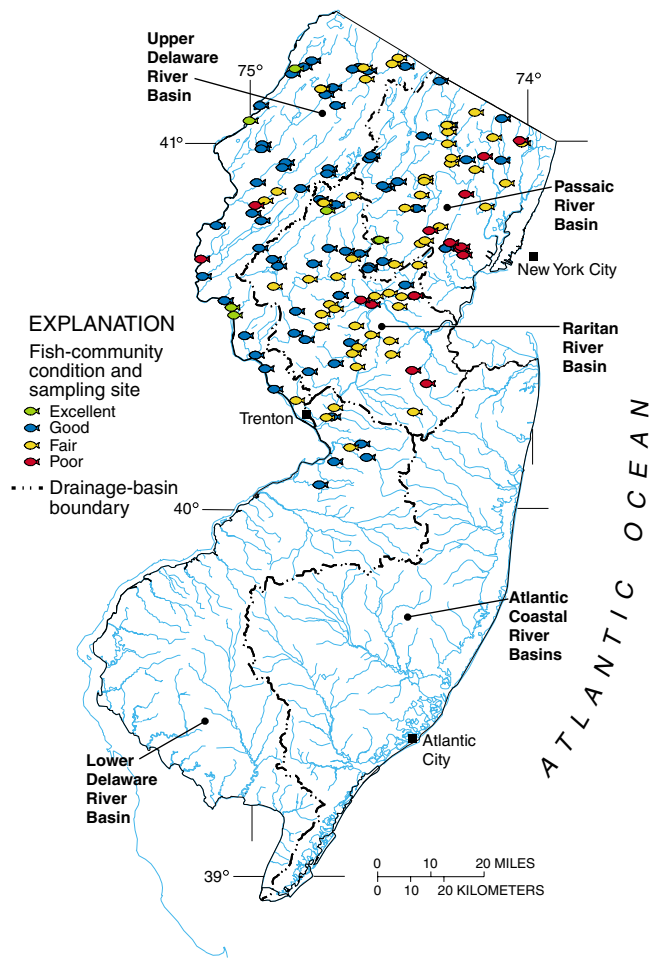 Upper
Delaware
River
Basin
75°
74°
41°
Passaic
River
Basin
New York City
EXPLANATION
Fish-community
condition and
sampling site
Excellent
Good
Fair
Poor
Drainage-basin
boundary
Raritan
River
Basin
Trenton
40°
ATLANTIC OCEAN
Atlantic
Coastal
River
Basins
Atlantic
City
Lower
Delaware
River
Basin
39°
0 10 20 MILES
0 10 20 KILOMETERS